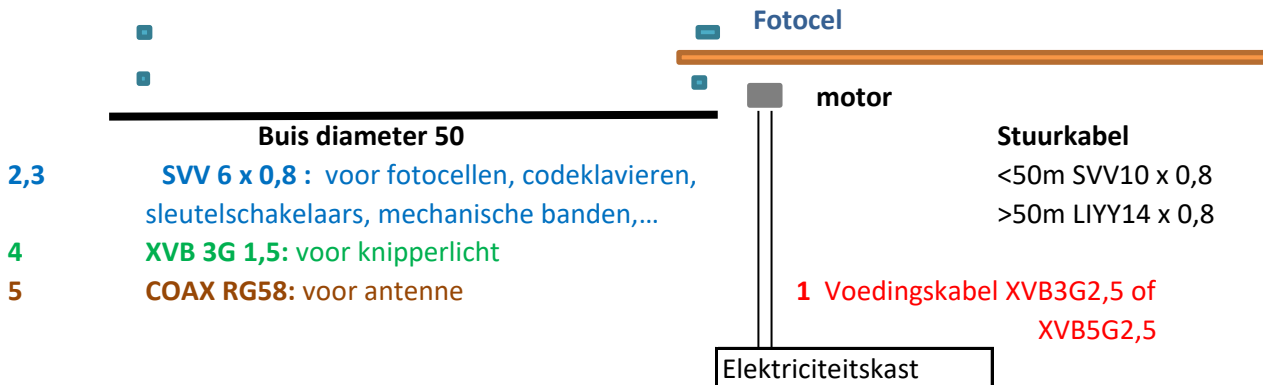 Fotocel
motor
Buis diameter 50
Stuurkabel
2,3 SVV 6 x 0,8 : voor fotocellen, codeklavieren,
<50m SVV10 x 0,8
sleutelschakelaars, mechanische banden,…
>50m LIYY14 x 0,8
4 XVB 3G 1,5: voor knipperlicht
5 COAX RG58: voor antenne
1 Voedingskabel XVB3G2,5 of
XVB5G2,5
Elektriciteitskast